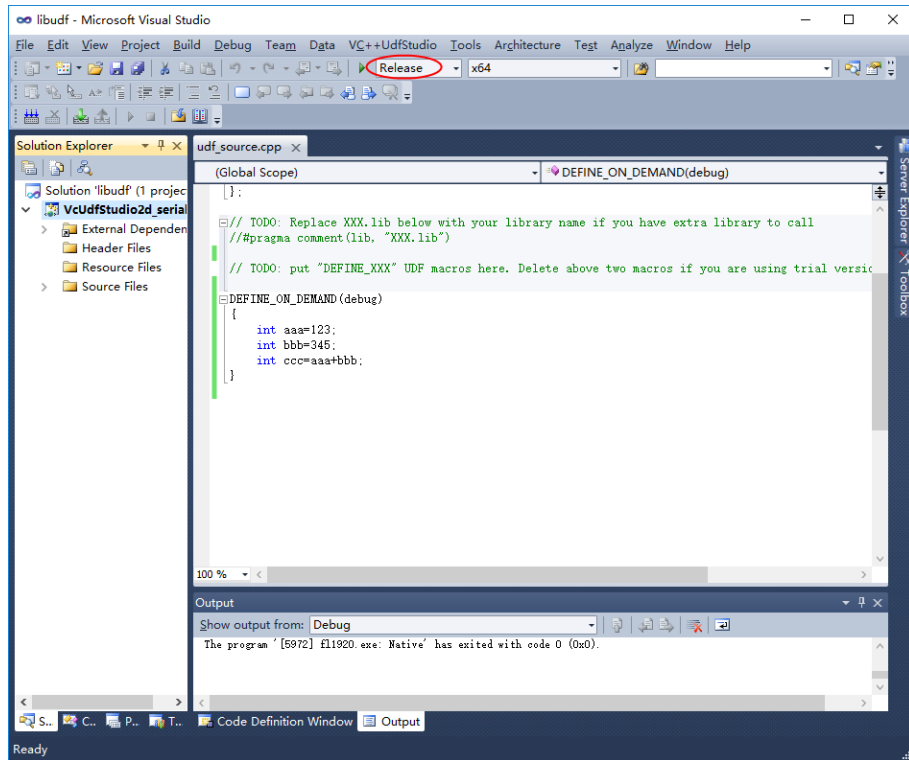 libudf - Microsoft Visual Studio
File Edit View Project Build Debug Team Data VC++UdfStudio Tools Architecture Test Analyze Window Help
Release x64
Solution Explorer
udf_source.cpp
(Global Scope) DEFINE_ON_DEMAND(debug)
Solution 'libudf' (1 projec
VcUdfStudio2d_serial
External Dependen
Header Files
Resource Files
Source Files
};
// TODO: Replace XXX.lib below with your library name if you have extra library to call
//#pragma comment(lib, "XXX.lib")
// TODO: put "DEFINE_XXX" UDF macros here. Delete above two macros if you are using trial versic
DEFINE_ON_DEMAND(debug)
{
int aaa=123;
int bbb=345;
int ccc=aaa+bbb;
}
100 %
Output
Show output from: Debug
The program '[5972] fl1920.exe: Native' has exited with code 0 (0x0).
S... C... P... T... Code Definition Window Output
Ready
Server Explorer
Toolbox